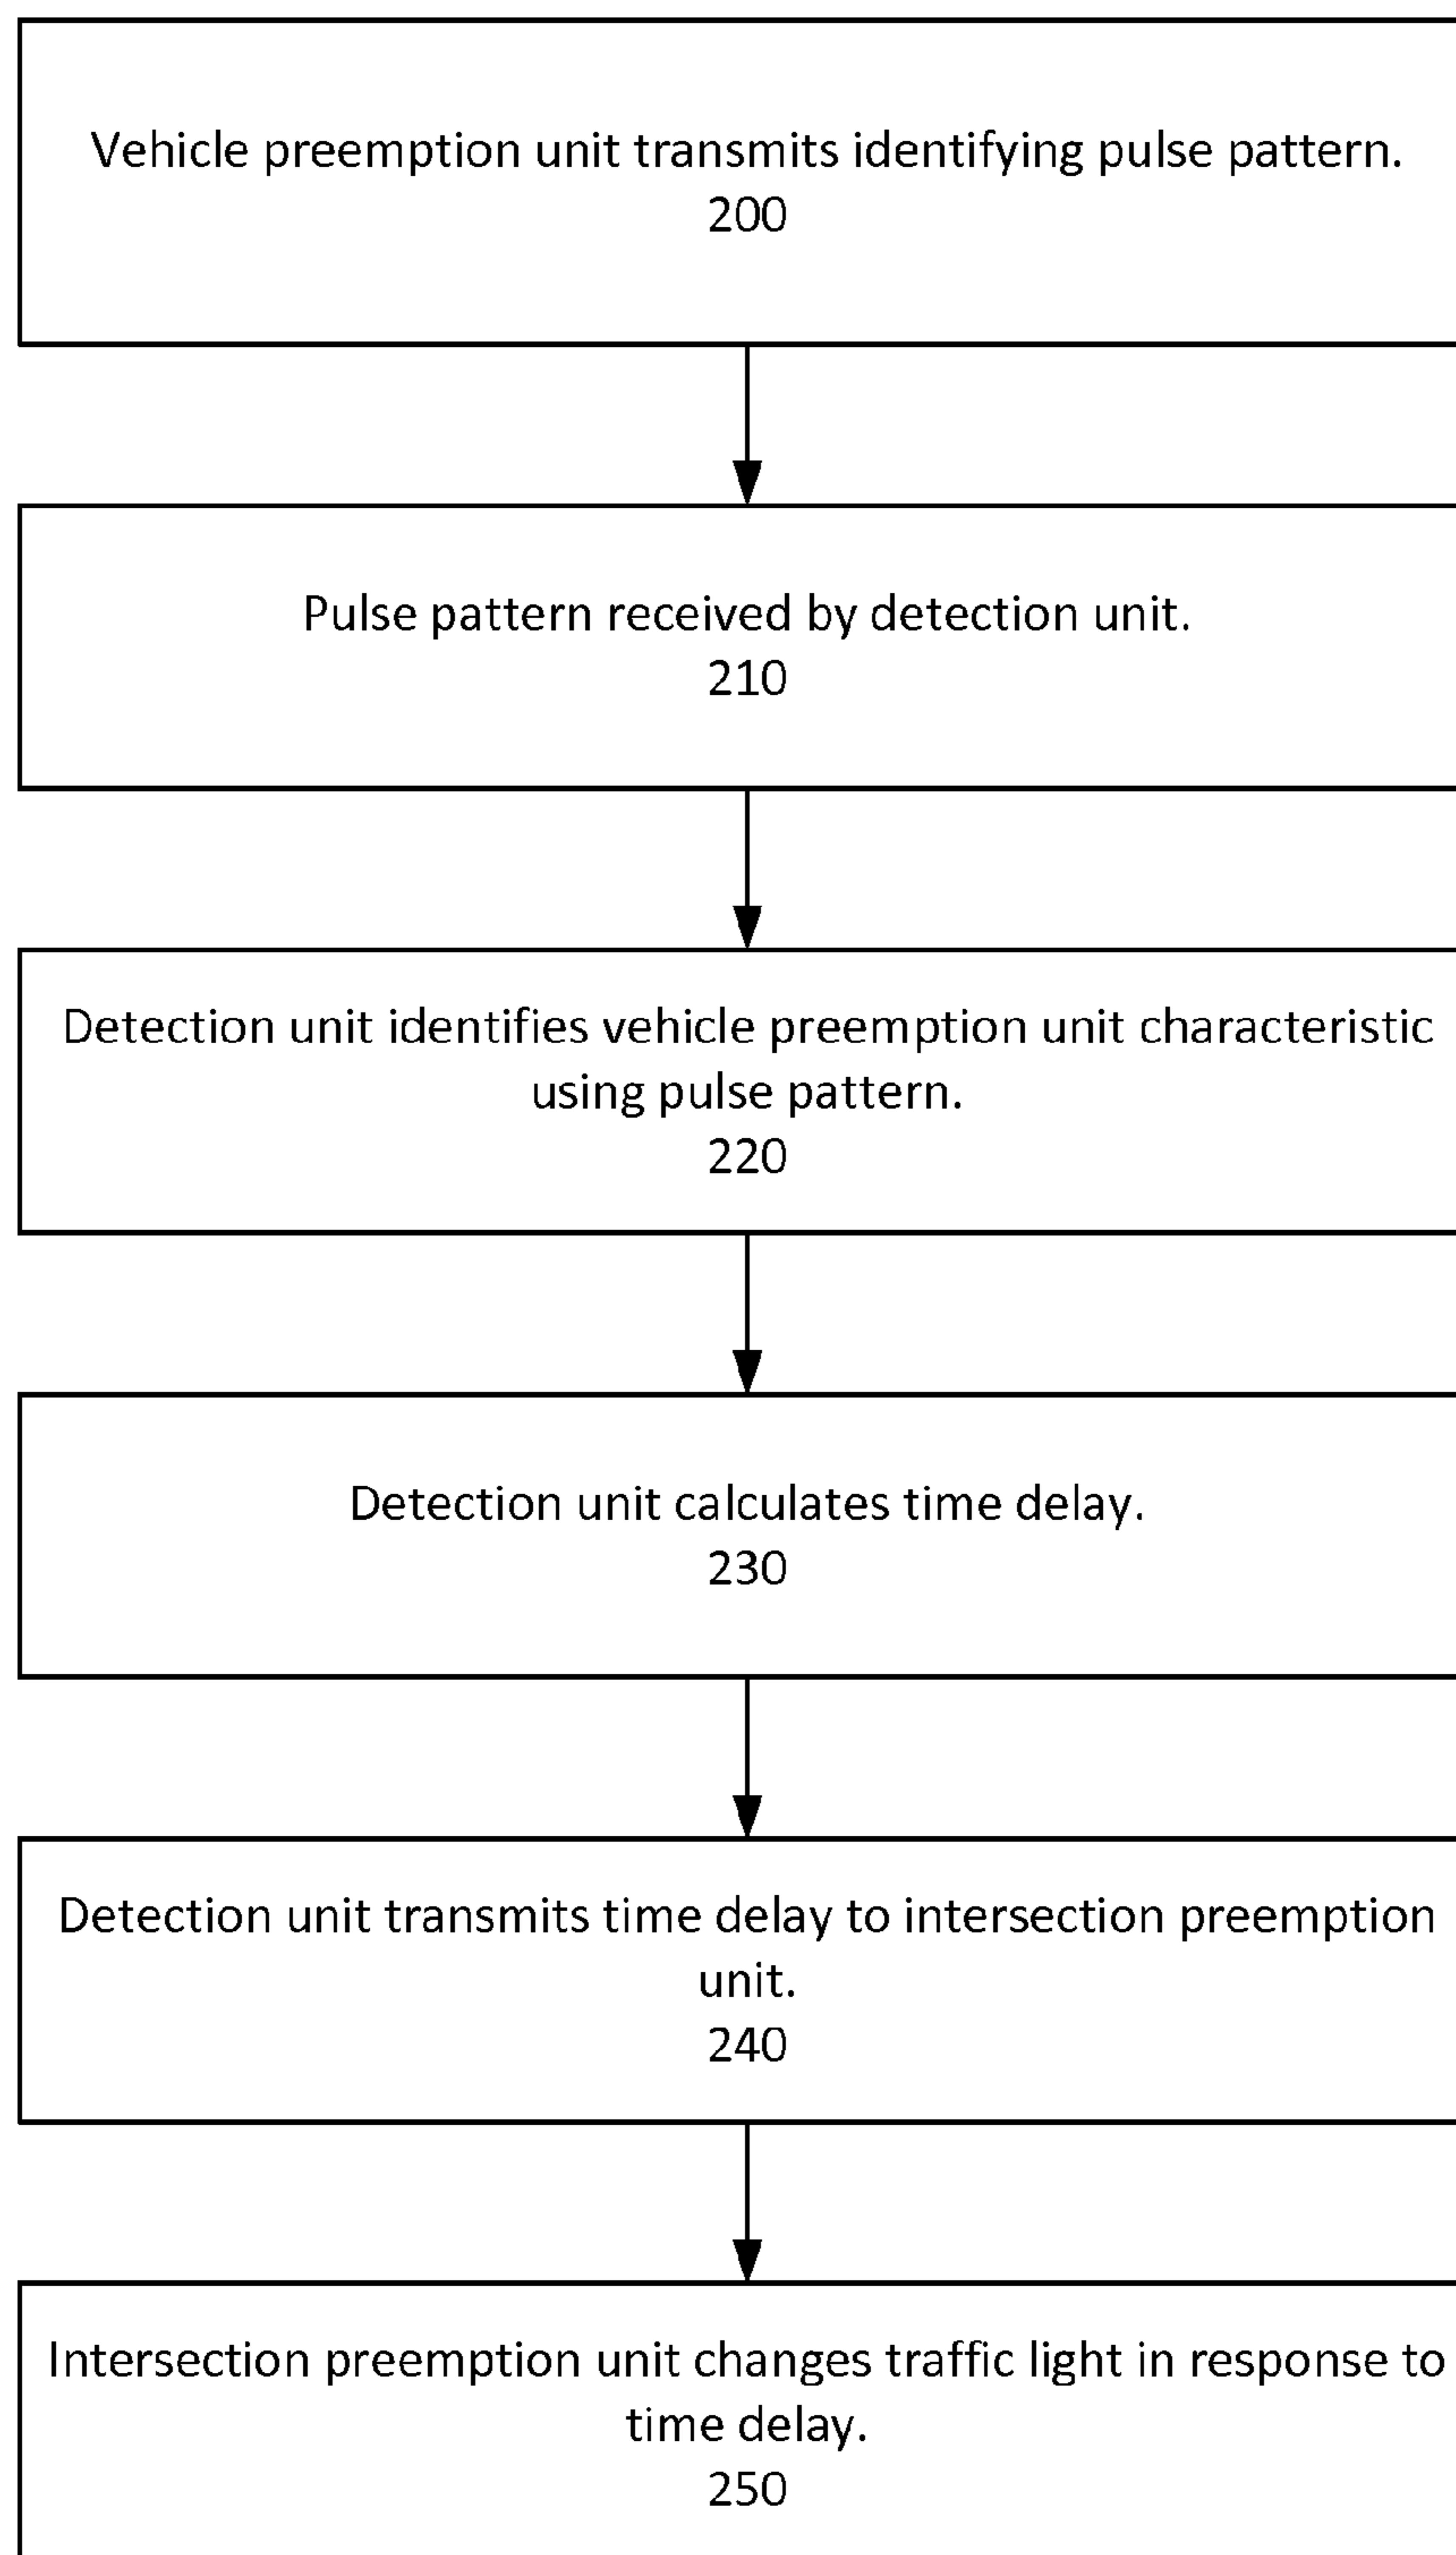 Vehicle preemption unit transmits identifying pulse pattern.
200
Pulse pattern received by detection unit.
210
Detection unit identifies vehicle preemption unit characteristic
using pulse pattern.
220
Detection unit calculates time delay.
230
Detection unit transmits time delay to intersection preemption
unit.
240
Intersection preemption unit changes traffic light in response to
time delay.
250